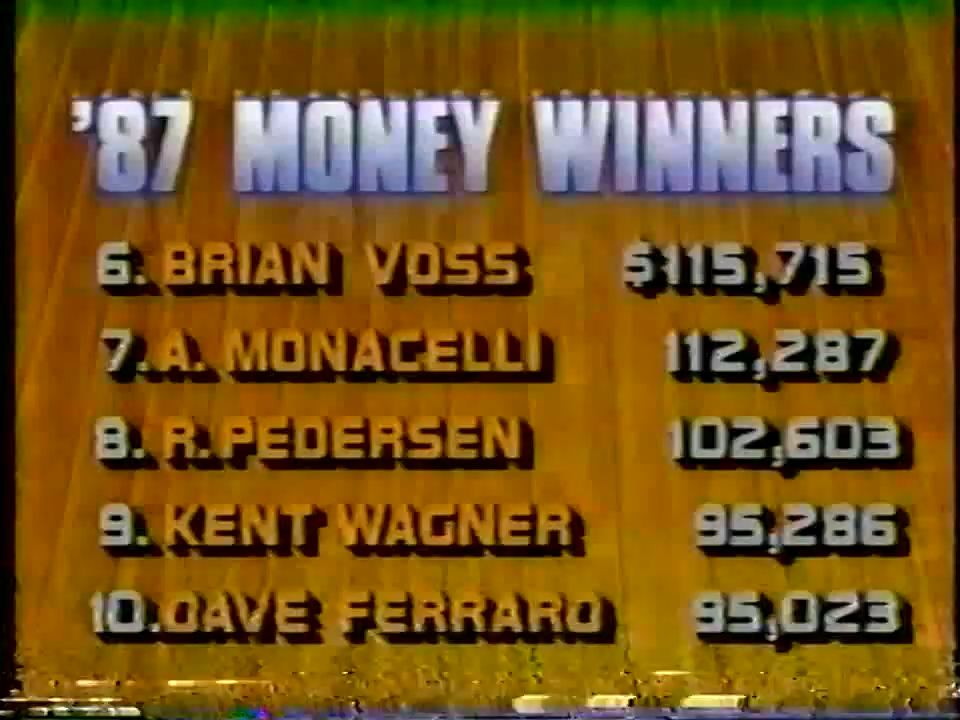 '87 MONEY WINNERS
6. BRIAN VOSS $115,715
7. A. MONACELLI 112,287
8. R. PEDERSEN 102,603
9. KENT WAGNER 95,286
10. DAVE FERRARO 95,023